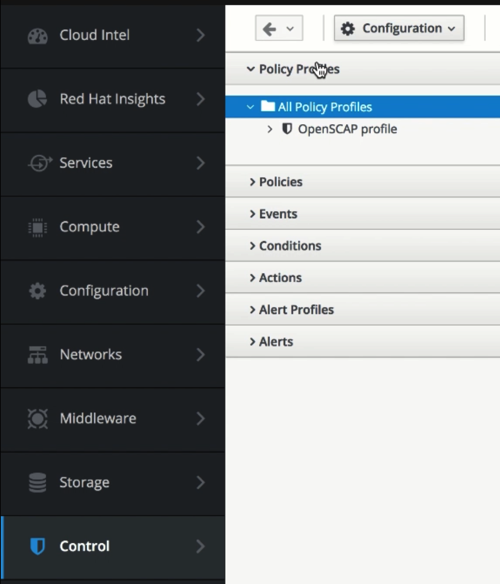 Cloud Intel
Red Hat Insights
Services
Compute
Configuration
Networks
Middleware
Storage
Control
Configuration
Policy Profiles
All Policy Profiles
OpenSCAP profile
Policies
Events
Conditions
Actions
Alert Profiles
Alerts